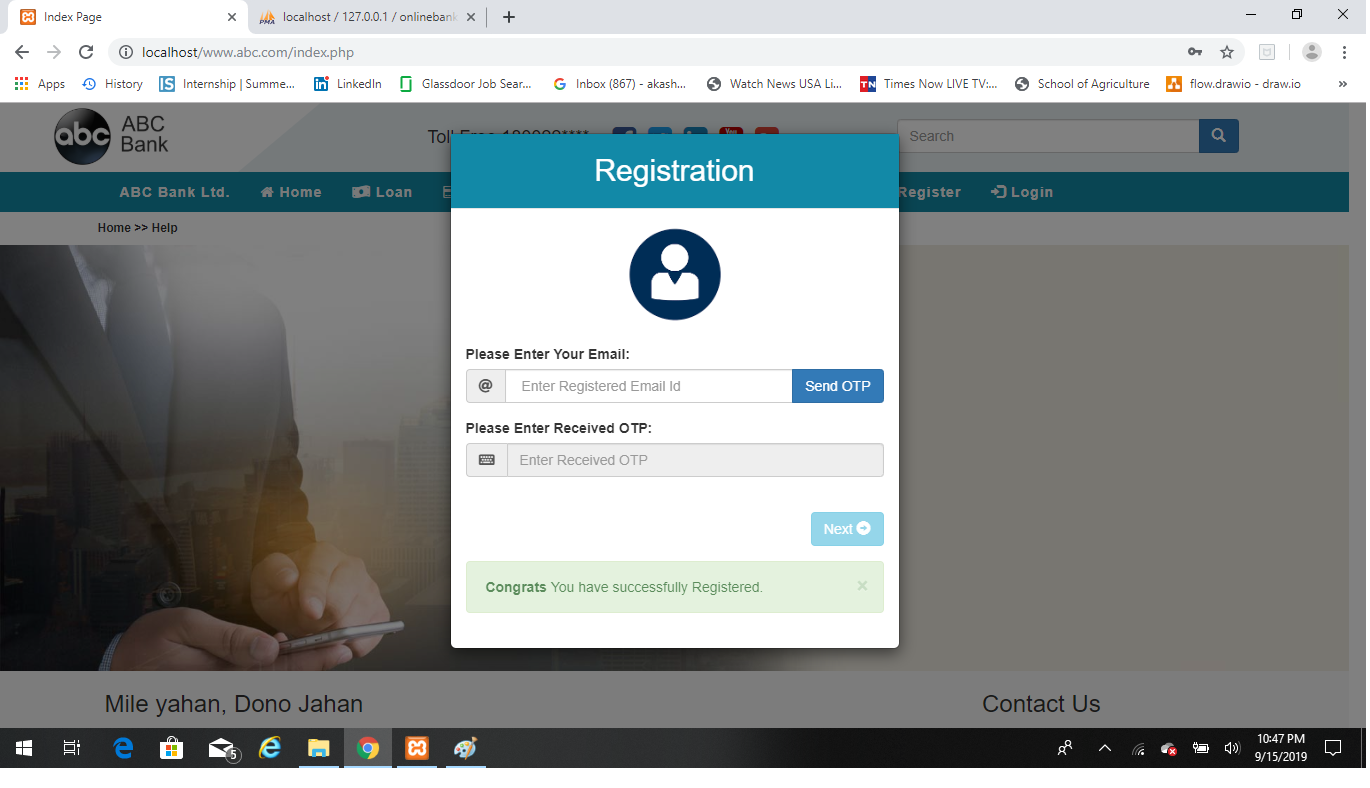 Index Page
localhost / 127.0.0.1 / onlinebank
localhost/www.abc.com/index.php
Apps History Internship | Summe... LinkedIn Glassdoor Job Sear... Inbox (867) - akash... Watch News USA Li... TN Times Now LIVE TV:... School of Agriculture flow.drawio - draw.io »
abc ABC
Bank
Search
Registration
ABC Bank Ltd. Home Loan Register Login
Home >> Help
Please Enter Your Email:
@ Enter Registered Email Id Send OTP
Please Enter Received OTP:
Enter Received OTP
Next
Congrats You have successfully Registered. ×
Mile yahan, Dono Jahan
Contact Us
5
10:47 PM
9/15/2019